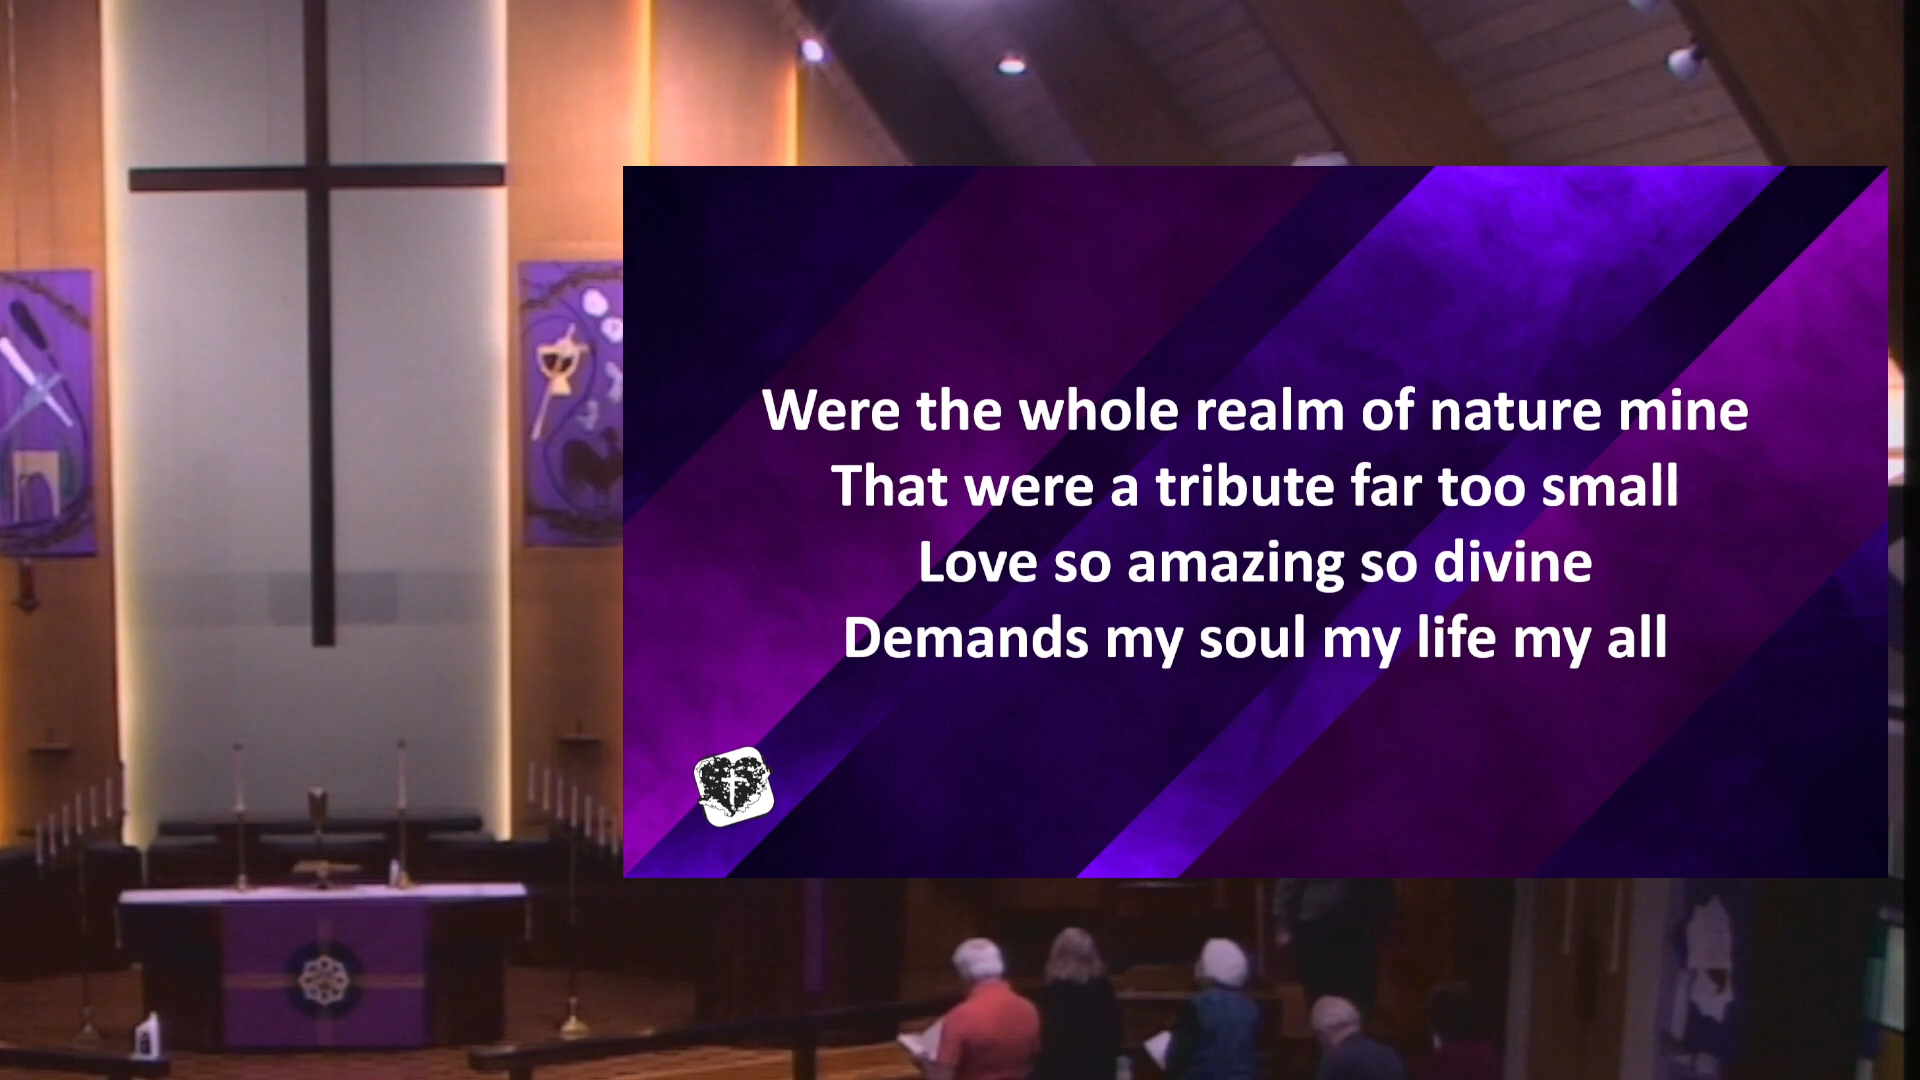 Were the whole realm of nature mine
That were a tribute far too small
Love so amazing so divine
Demands my soul my life my all